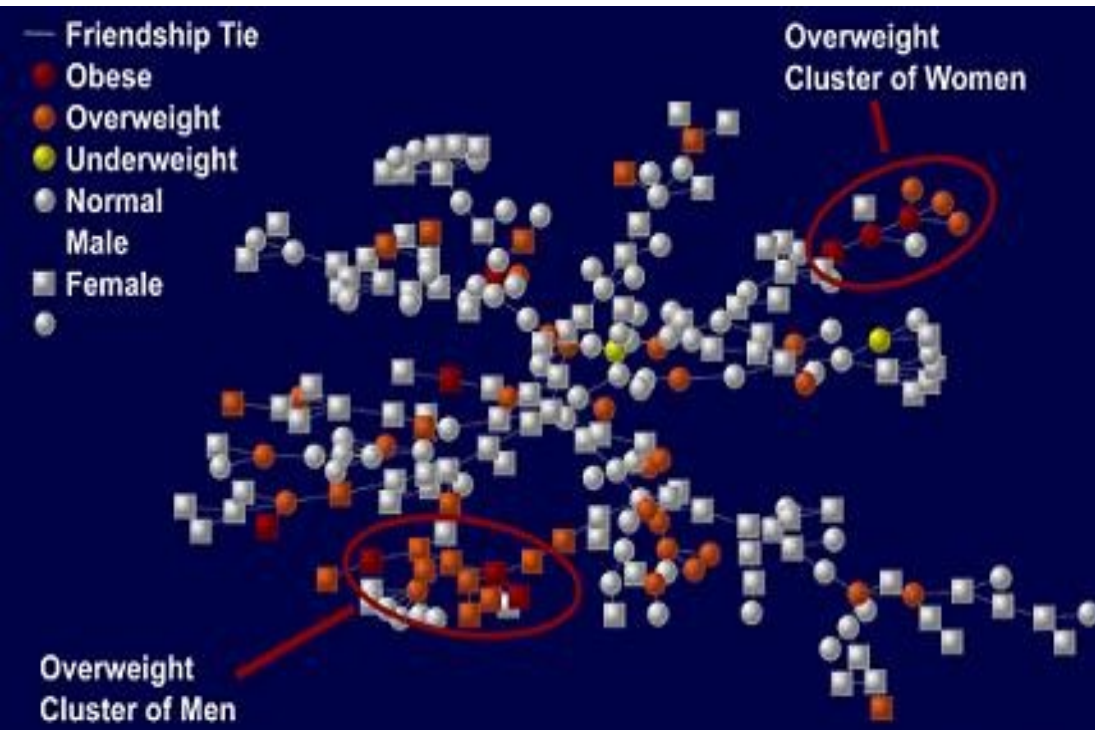 Friendship Tie
Obese
Overweight
Underweight
Normal
Male
Female
Overweight
Cluster of Women
Overweight
Cluster of Men